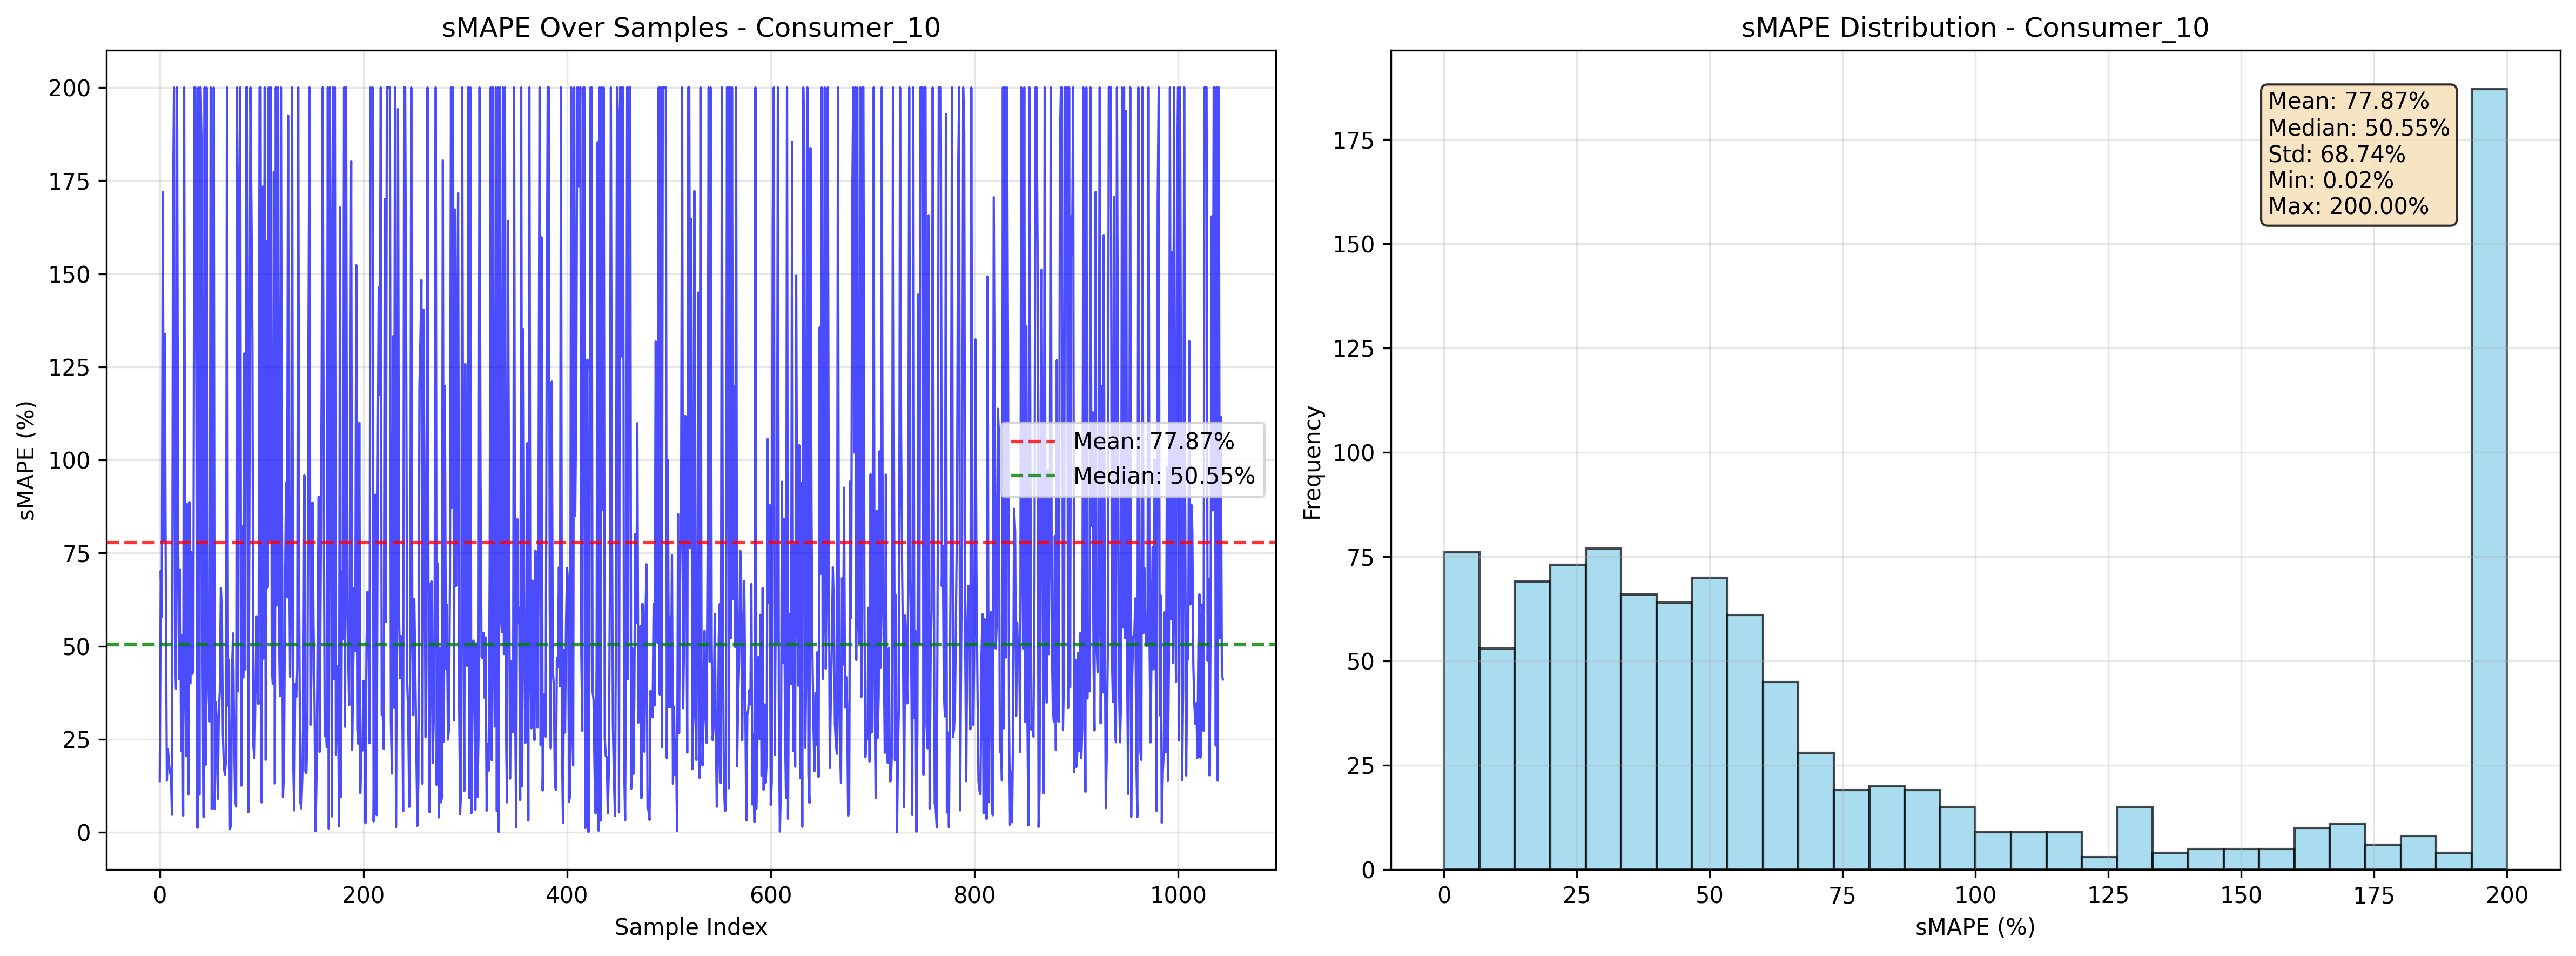 sMAPE Over Samples - Consumer_10
sMAPE (%)
200
175
150
125
100
75
50
25
0
Mean: 77.87%
Median: 50.55%
0 200 400 600 800 1000
Sample Index
sMAPE Distribution - Consumer_10
Frequency
175
150
125
100
75
50
25
0
Mean: 77.87%
Median: 50.55%
Std: 68.74%
Min: 0.02%
Max: 200.00%
0 25 50 75 100 125 150 175 200
sMAPE (%)